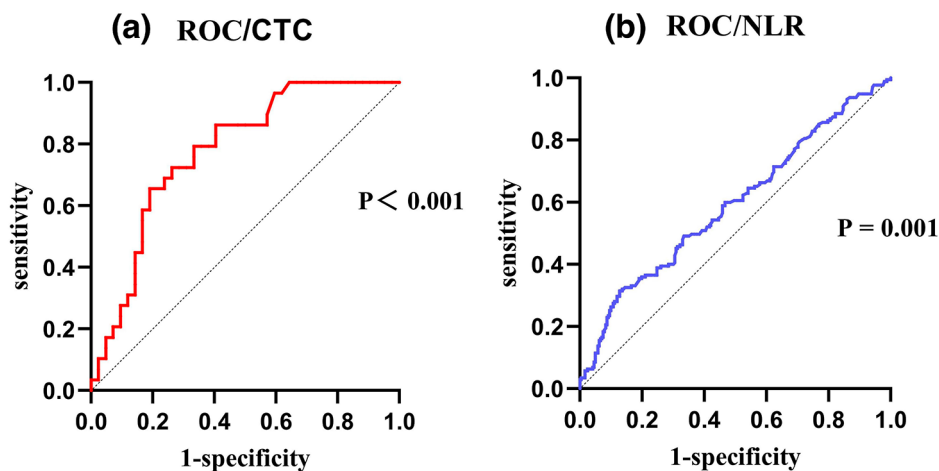 (a) ROC/CTC
1.0
0.8
0.6
0.4
0.2
0.0
sensitivity
P < 0.001
0.0 0.2 0.4 0.6 0.8 1.0
1-specificity
(b) ROC/NLR
1.0
0.8
0.6
0.4
0.2
0.0
sensitivity
P = 0.001
0.0 0.2 0.4 0.6 0.8 1.0
1-specificity